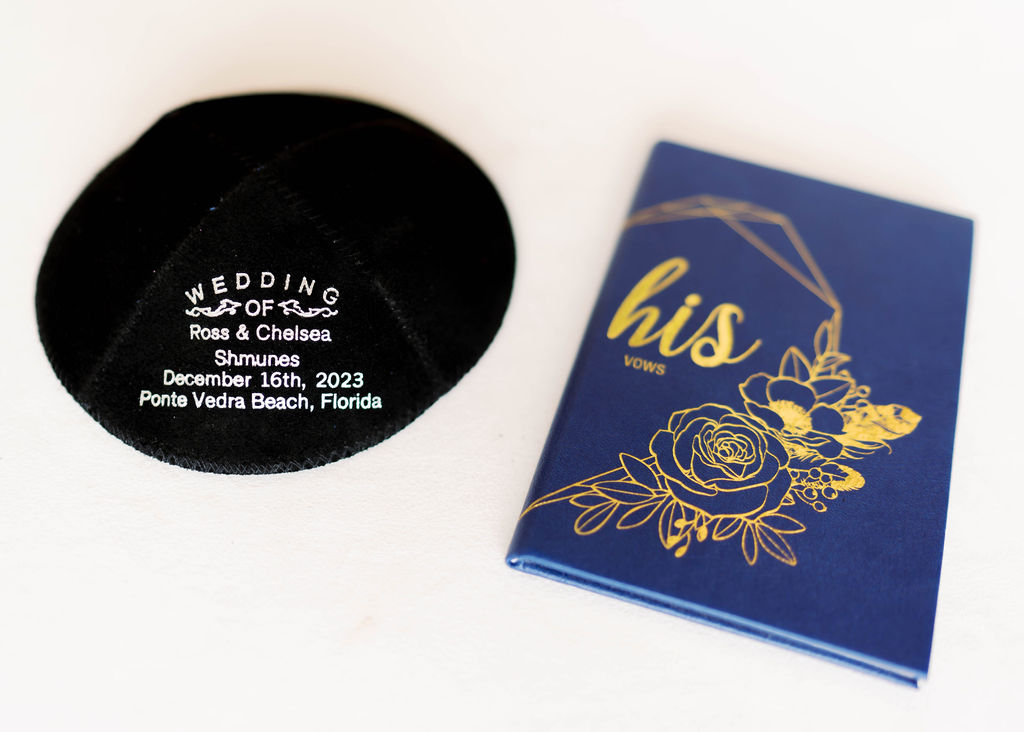 WEDDING
OF
Ross & Chelsea
Shmunes
December 16th, 2023
Ponte Vedra Beach, Florida
his
VOWS